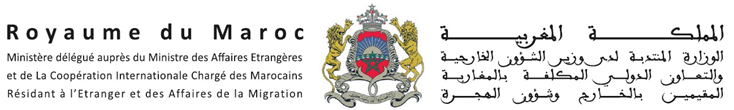 Royaume du Maroc
Ministère délégué auprès du Ministre des Affaires Etrangères
et de La Coopération Internationale Chargé des Marocains
Résidant à l'Etranger et des Affaires de la Migration
المملكة المغربية
الوزارة المنتدبة لدى وزير الشؤون الخارجية
والتعاون الدولي المكلفة بالمغاربة
المقيمين بالخارج وشؤون الهجرة